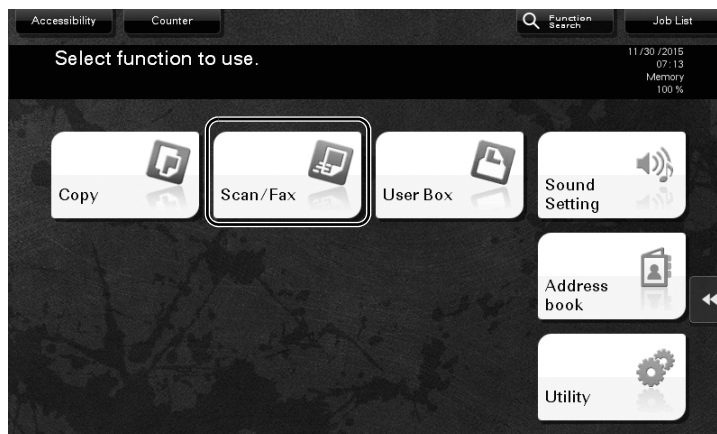 Accessibility
Counter
Function
Search
Job List
Select function to use.
11/30 /2015
07:13
Memory
100 %
Copy
Scan/Fax
User Box
Sound
Setting
Address
book
Utility